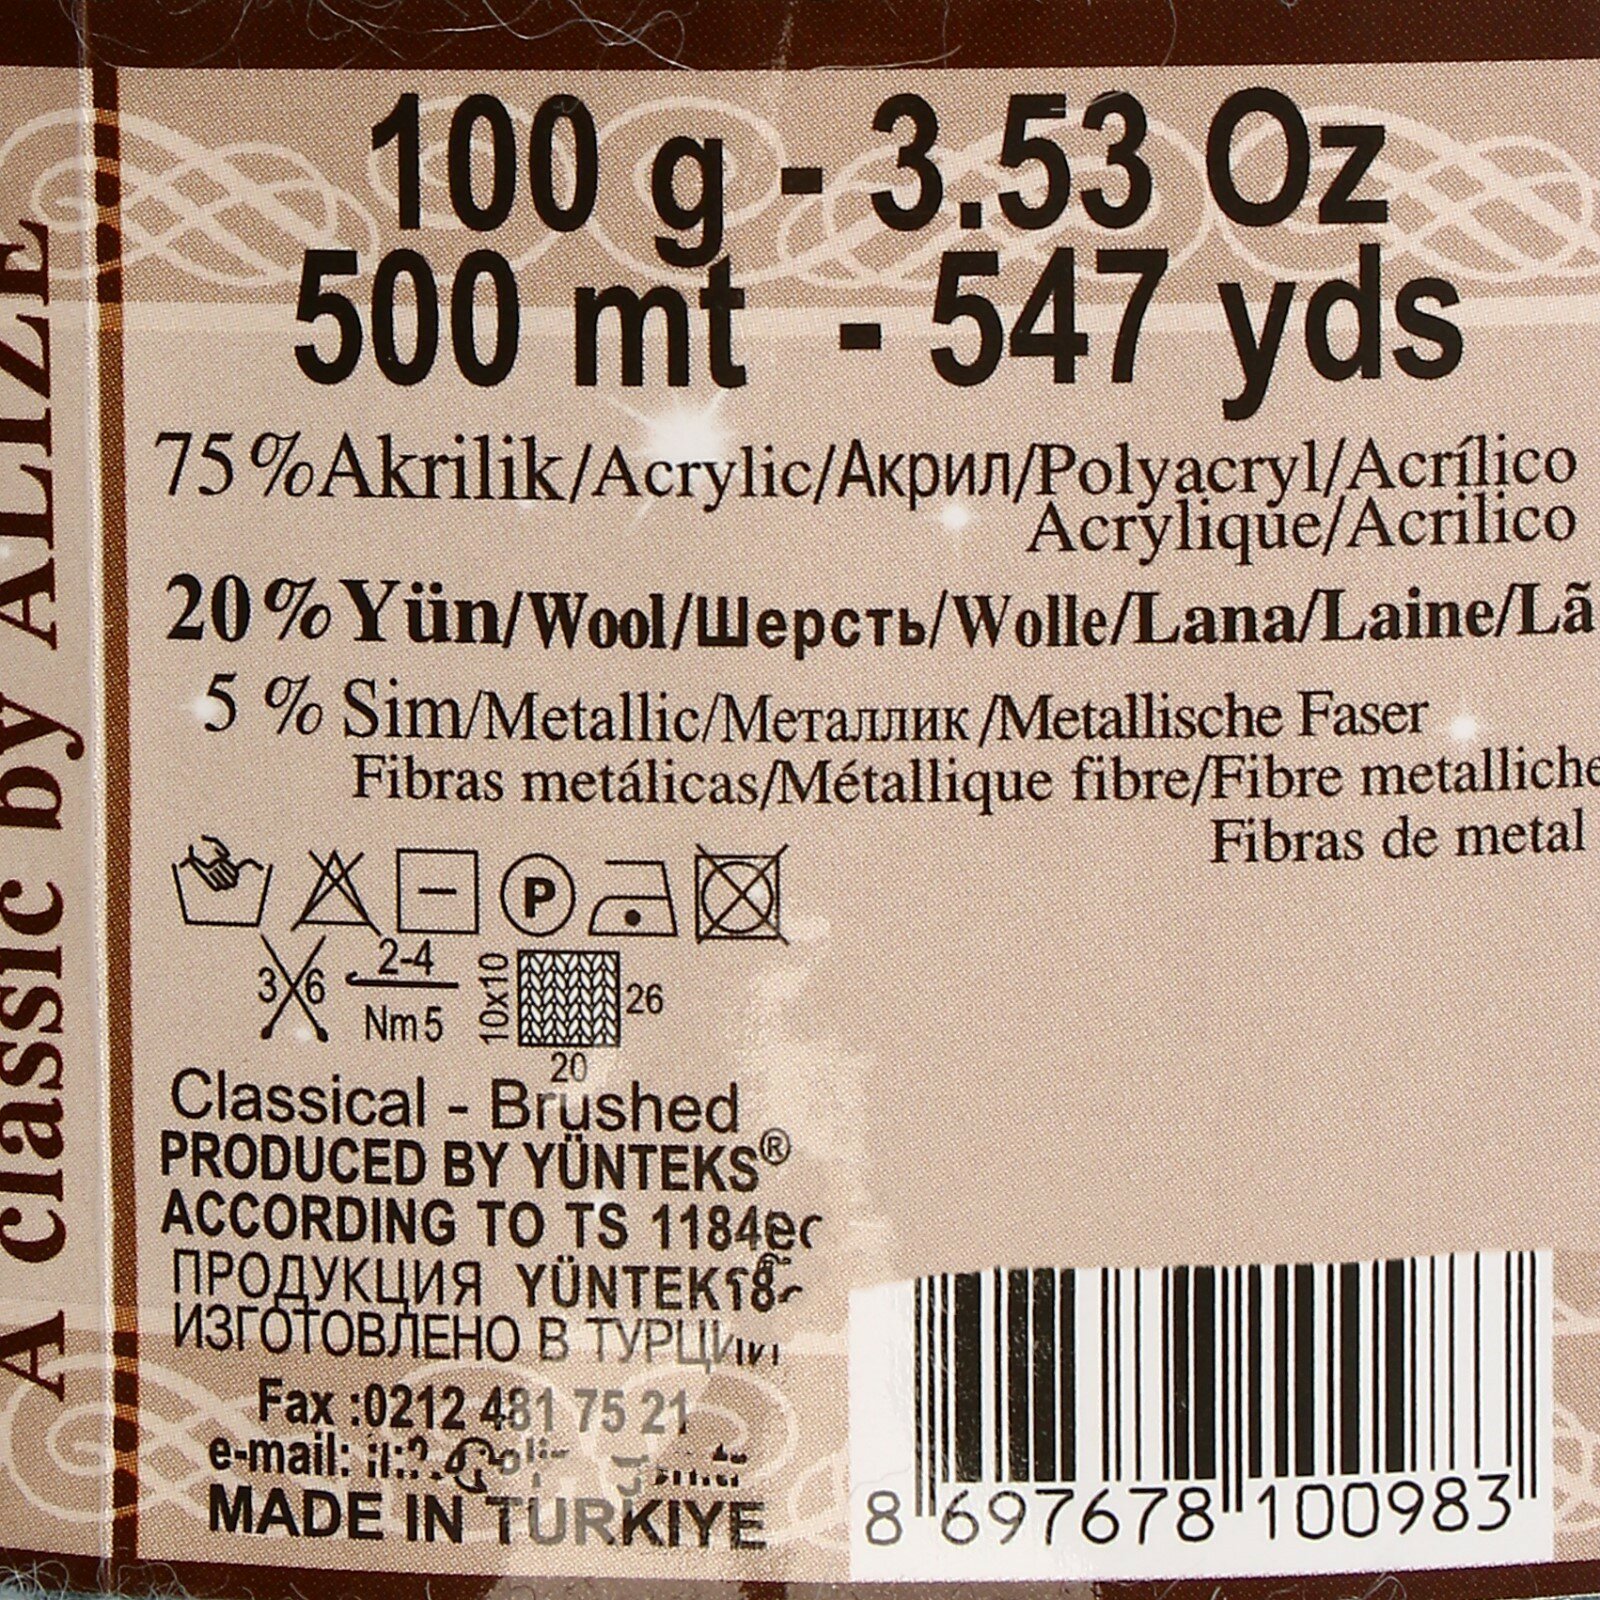 100 g - 3.53 Oz
500 mt - 547 yds
75%Akrilik/Acrylic/Акрил/Polyacryl/Acrílico
Acrylique/Acrilico
20%Yün/Wool/Шерсть/Wolle/Lana/Laine/Lã
5 % Sim/Metallic/Металлик /Metallische Faser
Fibras metálicas/Métallique fibre/Fibre metalliche
Fibras de metal
P
3 6 2-4 Nm 5 10x10 26
20
Classical - Brushed
PRODUCED BY YÜNTEKS®
ACCORDING TO TS
ПРОДУКЦИЯ
ИЗГОТОВЛЕНО В
Fax :0212 481 75 21
e-mail:
MADE IN TÜRKIYE
8 697678 100983
A classic by ALIZE